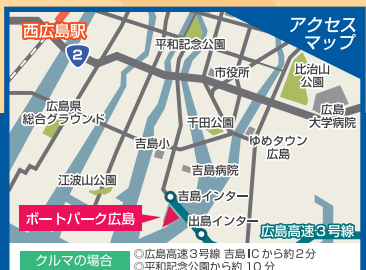 アクセス
マップ
西広島駅
2
平和記念公園
市役所
比治山
公園
広島県
総合グラウンド
広島
大学病院
千田公園
吉島小
ゆめタウン
広島
吉島病院
江波山公園
吉島インター
ボートパーク広島
出島インター
広島高速3号線
クルマの場合
◎広島高速3号線 吉島ICから約2分
◎平和記念公園から約10分